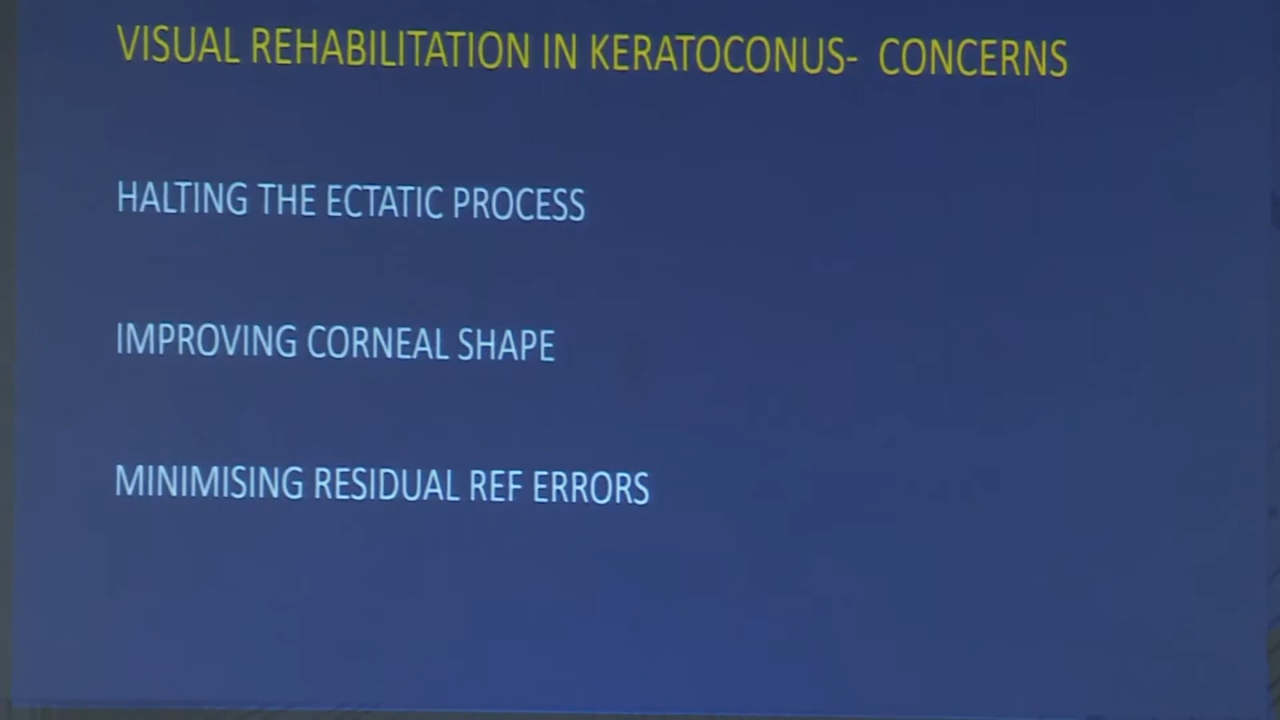 VISUAL REHABILITATION IN KERATOCONUS- CONCERNS
HALTING THE ECTATIC PROCESS
IMPROVING CORNEAL SHAPE
MINIMISING RESIDUAL REF ERRORS